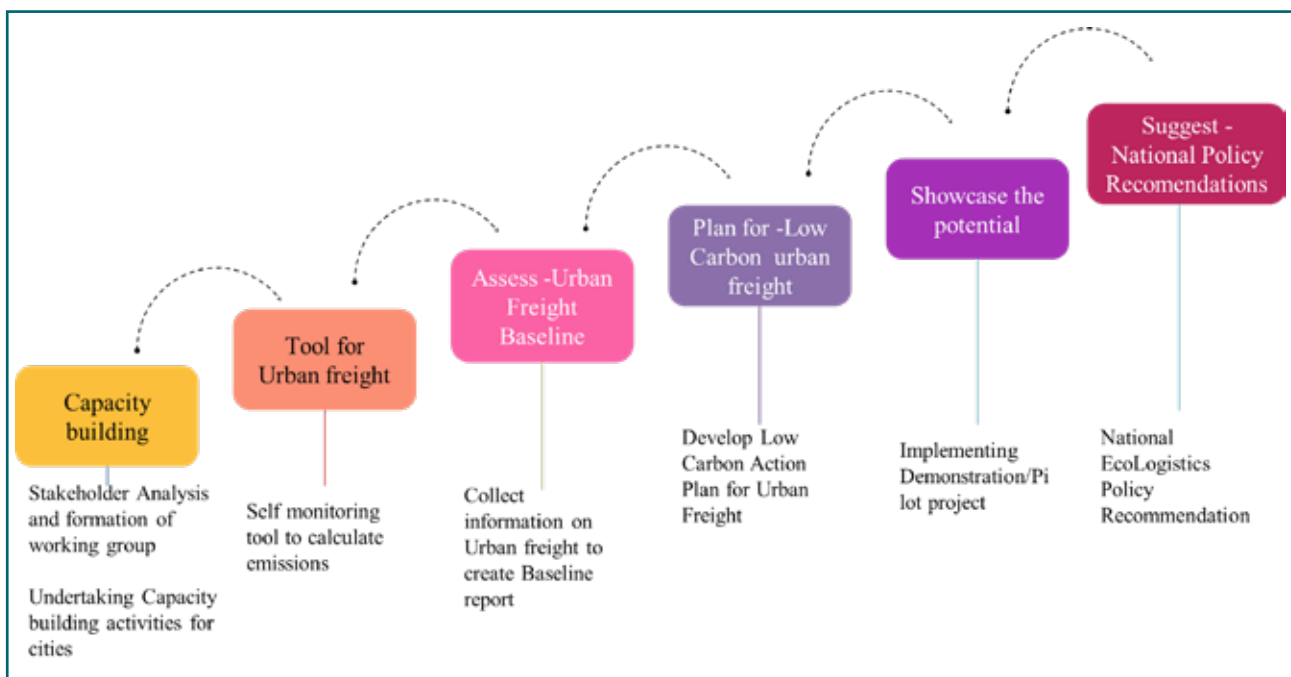 Capacity
building
Stakeholder Analysis
and formation of
working group
Undertaking Capacity
building activities for
cities
Tool for
Urban freight
Self monitoring
tool to calculate
emissions
Assess -Urban
Freight
Baseline
Collect
information on
Urban freight to
create Baseline
report
Plan for -Low
Carbon urban
freight
Develop Low
Carbon Action
Plan for Urban
Freight
Showcase the
potential
Implementing
Demonstration/Pi
lot project
Suggest -
National Policy
Recomendations
National
EcoLogistics
Policy
Recommendation